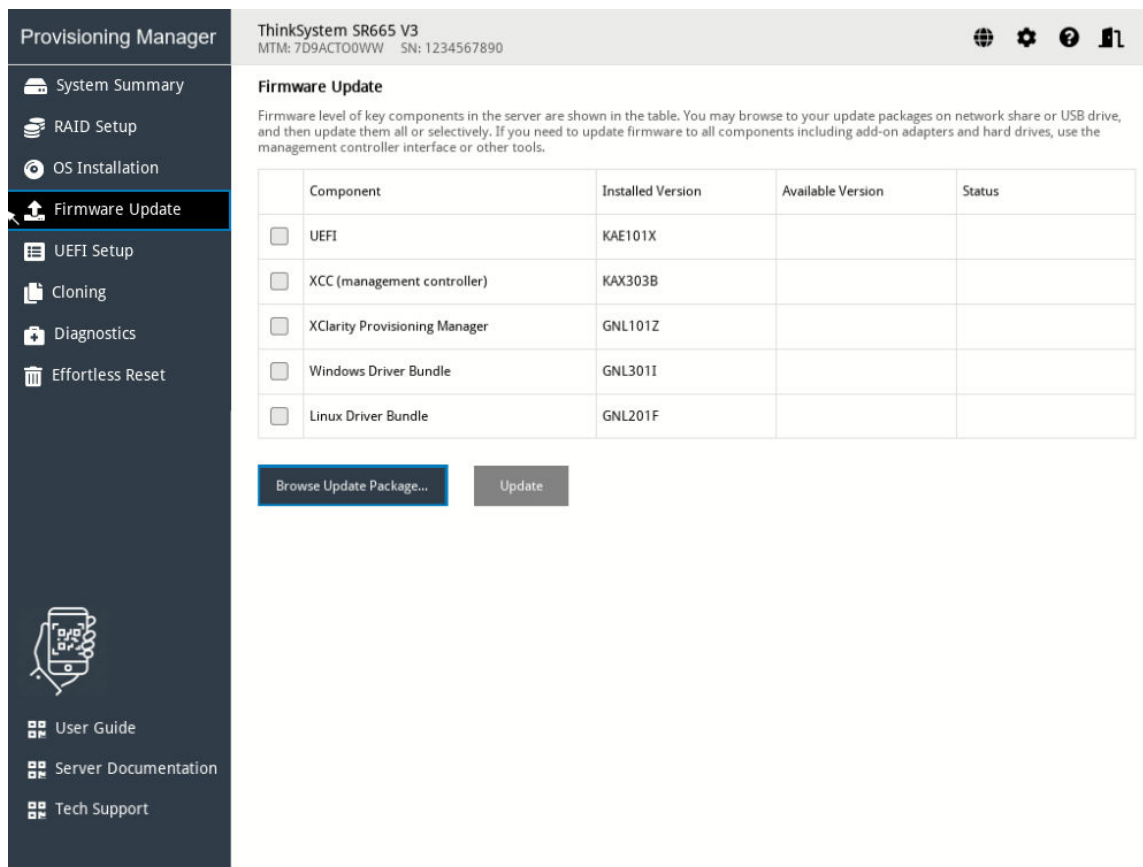 Provisioning Manager
ThinkSystem SR665 V3
MTM: 7D9ACTO0WW SN: 1234567890
System Summary
RAID Setup
OS Installation
Firmware Update
UEFI Setup
Cloning
Diagnostics
Effortless Reset
User Guide
Server Documentation
Tech Support
Firmware Update
Firmware level of key components in the server are shown in the table. You may browse to your update packages on network share or USB drive,
and then update them all or selectively. If you need to update firmware to all components including add-on adapters and hard drives, use the
management controller interface or other tools.
Component Installed Version Available Version Status
UEFI KAE101X
XCC (management controller) KAX303B
XClarity Provisioning Manager GNL101Z
Windows Driver Bundle GNL301I
Linux Driver Bundle GNL201F
Browse Update Package... Update